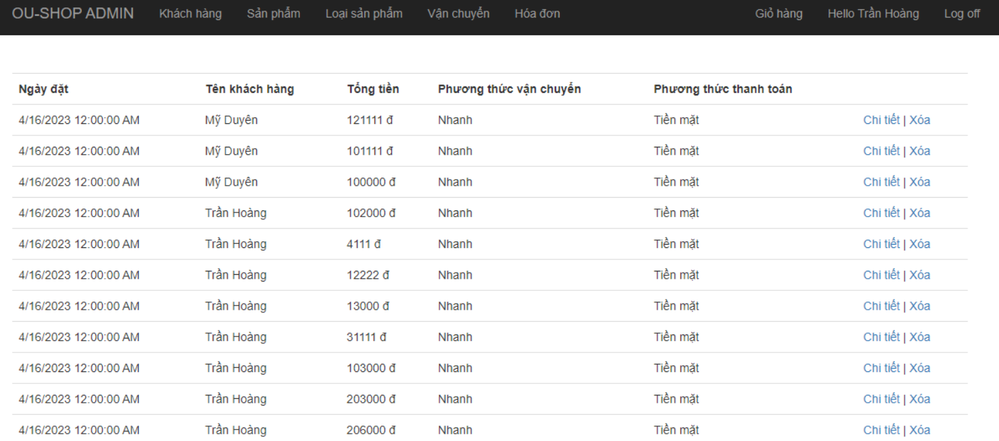 OU-SHOP ADMIN Khách hàng Sản phẩm Loại sản phẩm Vận chuyển Hóa đơn Giỏ hàng Hello Trần Hoàng Log off
Ngày đặt Tên khách hàng Tổng tiền Phương thức vận chuyển Phương thức thanh toán
4/16/2023 12:00:00 AM Mỹ Duyên 121111 đ Nhanh Tiền mặt Chi tiết | Xóa
4/16/2023 12:00:00 AM Mỹ Duyên 101111 đ Nhanh Tiền mặt Chi tiết | Xóa
4/16/2023 12:00:00 AM Mỹ Duyên 100000 đ Nhanh Tiền mặt Chi tiết | Xóa
4/16/2023 12:00:00 AM Trần Hoàng 102000 đ Nhanh Tiền mặt Chi tiết | Xóa
4/16/2023 12:00:00 AM Trần Hoàng 4111 đ Nhanh Tiền mặt Chi tiết | Xóa
4/16/2023 12:00:00 AM Trần Hoàng 12222 đ Nhanh Tiền mặt Chi tiết | Xóa
4/16/2023 12:00:00 AM Trần Hoàng 13000 đ Nhanh Tiền mặt Chi tiết | Xóa
4/16/2023 12:00:00 AM Trần Hoàng 31111 đ Nhanh Tiền mặt Chi tiết | Xóa
4/16/2023 12:00:00 AM Trần Hoàng 103000 đ Nhanh Tiền mặt Chi tiết | Xóa
4/16/2023 12:00:00 AM Trần Hoàng 203000 đ Nhanh Tiền mặt Chi tiết | Xóa
4/16/2023 12:00:00 AM Trần Hoàng 206000 đ Nhanh Tiền mặt Chi tiết | Xóa